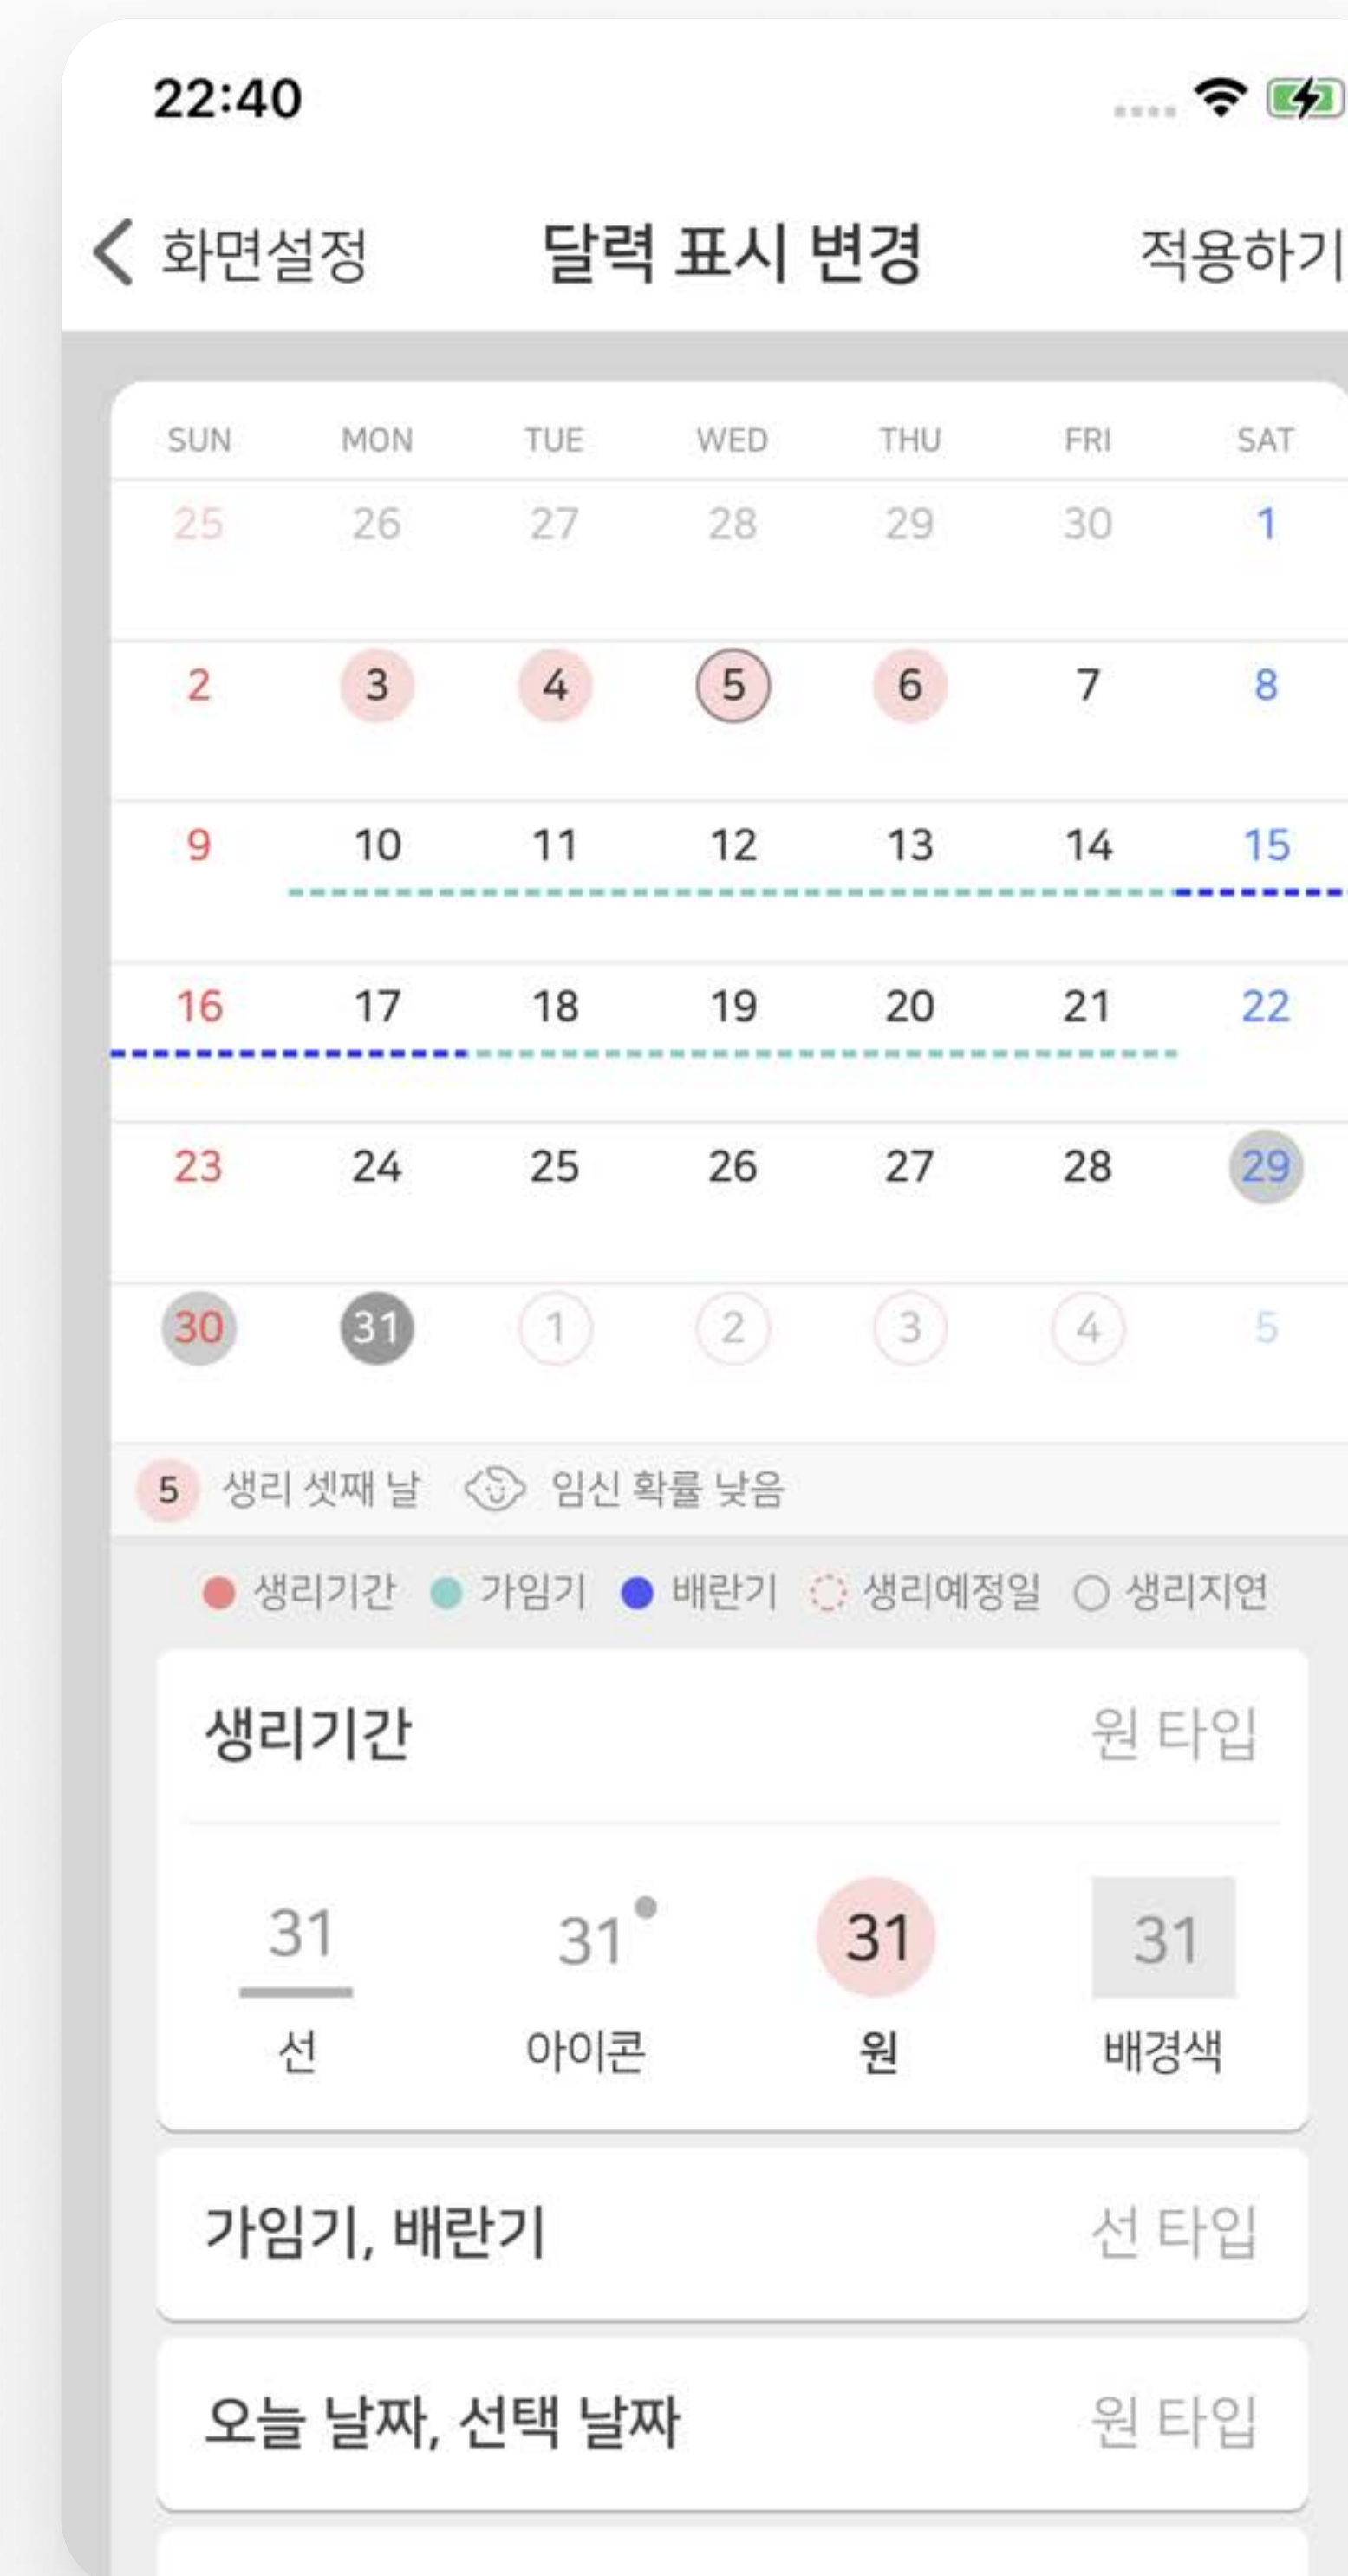 22:40
화면설정 달력 표시 변경 적용하기
SUN MON TUE WED THU FRI SAT
25 26 27 28 29 30 1
2 3 4 5 6 7 8
9 10 11 12 13 14 15
16 17 18 19 20 21 22
23 24 25 26 27 28 29
30 31 1 2 3 4 5
5 생리 셋째 날 임신 확률 낮음
생리기간 가임기 배란기 생리예정일 생리지연
생리기간 원 타입
31 31 31 31
선 아이콘 원 배경색
가임기, 배란기 선 타입
오늘 날짜, 선택 날짜 원 타입